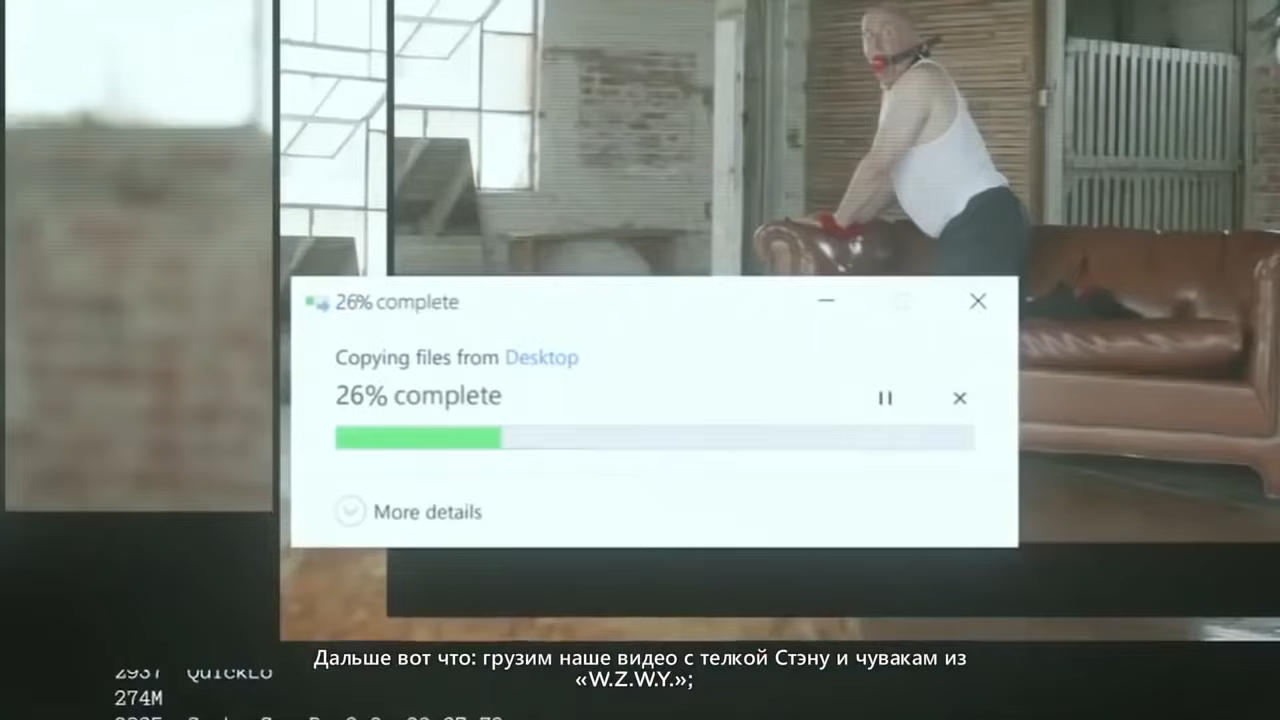 26% complete
Copying files from Desktop
26% complete
More details
274M
Дальше вот что: грузим наше видео с телкой Стэну и чувакам из
«W.Z.W.Y.»;